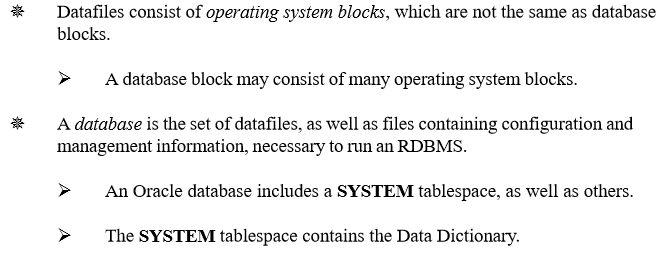 Datafiles consist of operating system blocks, which are not the same as database
blocks.
A database block may consist of many operating system blocks.
A database is the set of datafiles, as well as files containing configuration and
management information, necessary to run an RDBMS.
An Oracle database includes a SYSTEM tablespace, as well as others.
The SYSTEM tablespace contains the Data Dictionary.